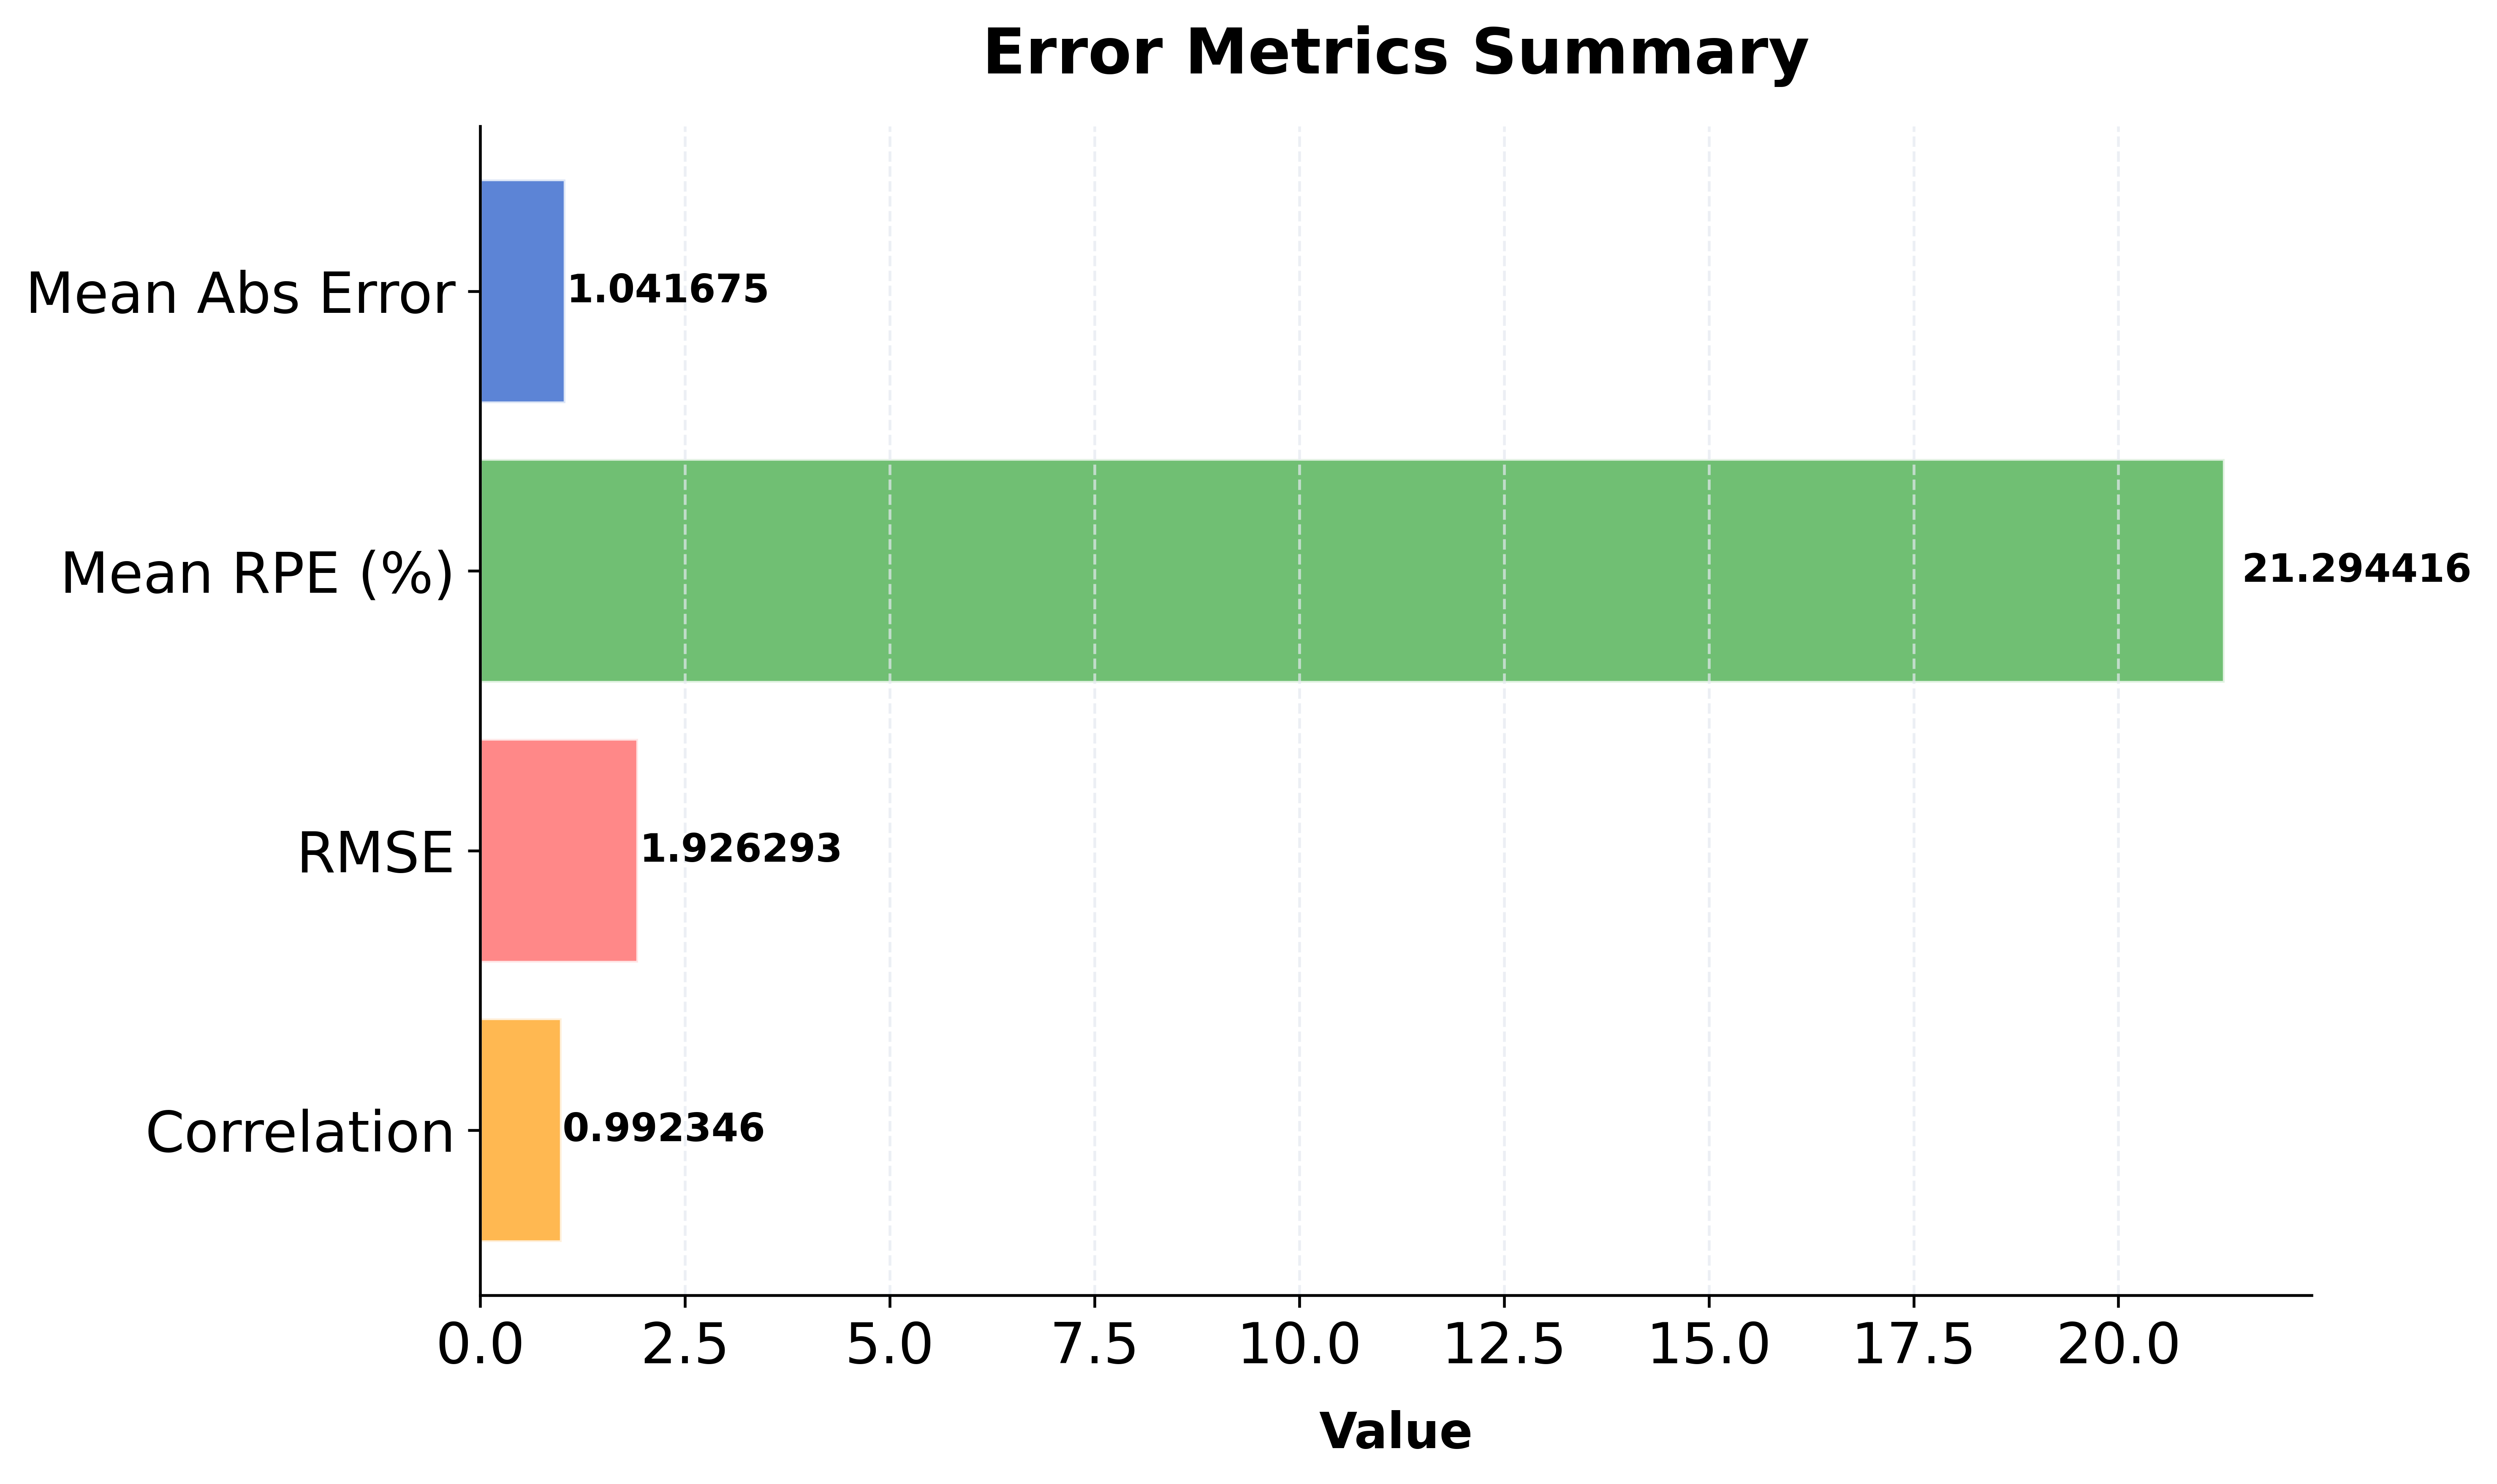 Error Metrics Summary
Mean Abs Error
1.041675
Mean RPE (%)
21.294416
RMSE
1.926293
Correlation
0.992346
0.0 2.5 5.0 7.5 10.0 12.5 15.0 17.5 20.0
Value